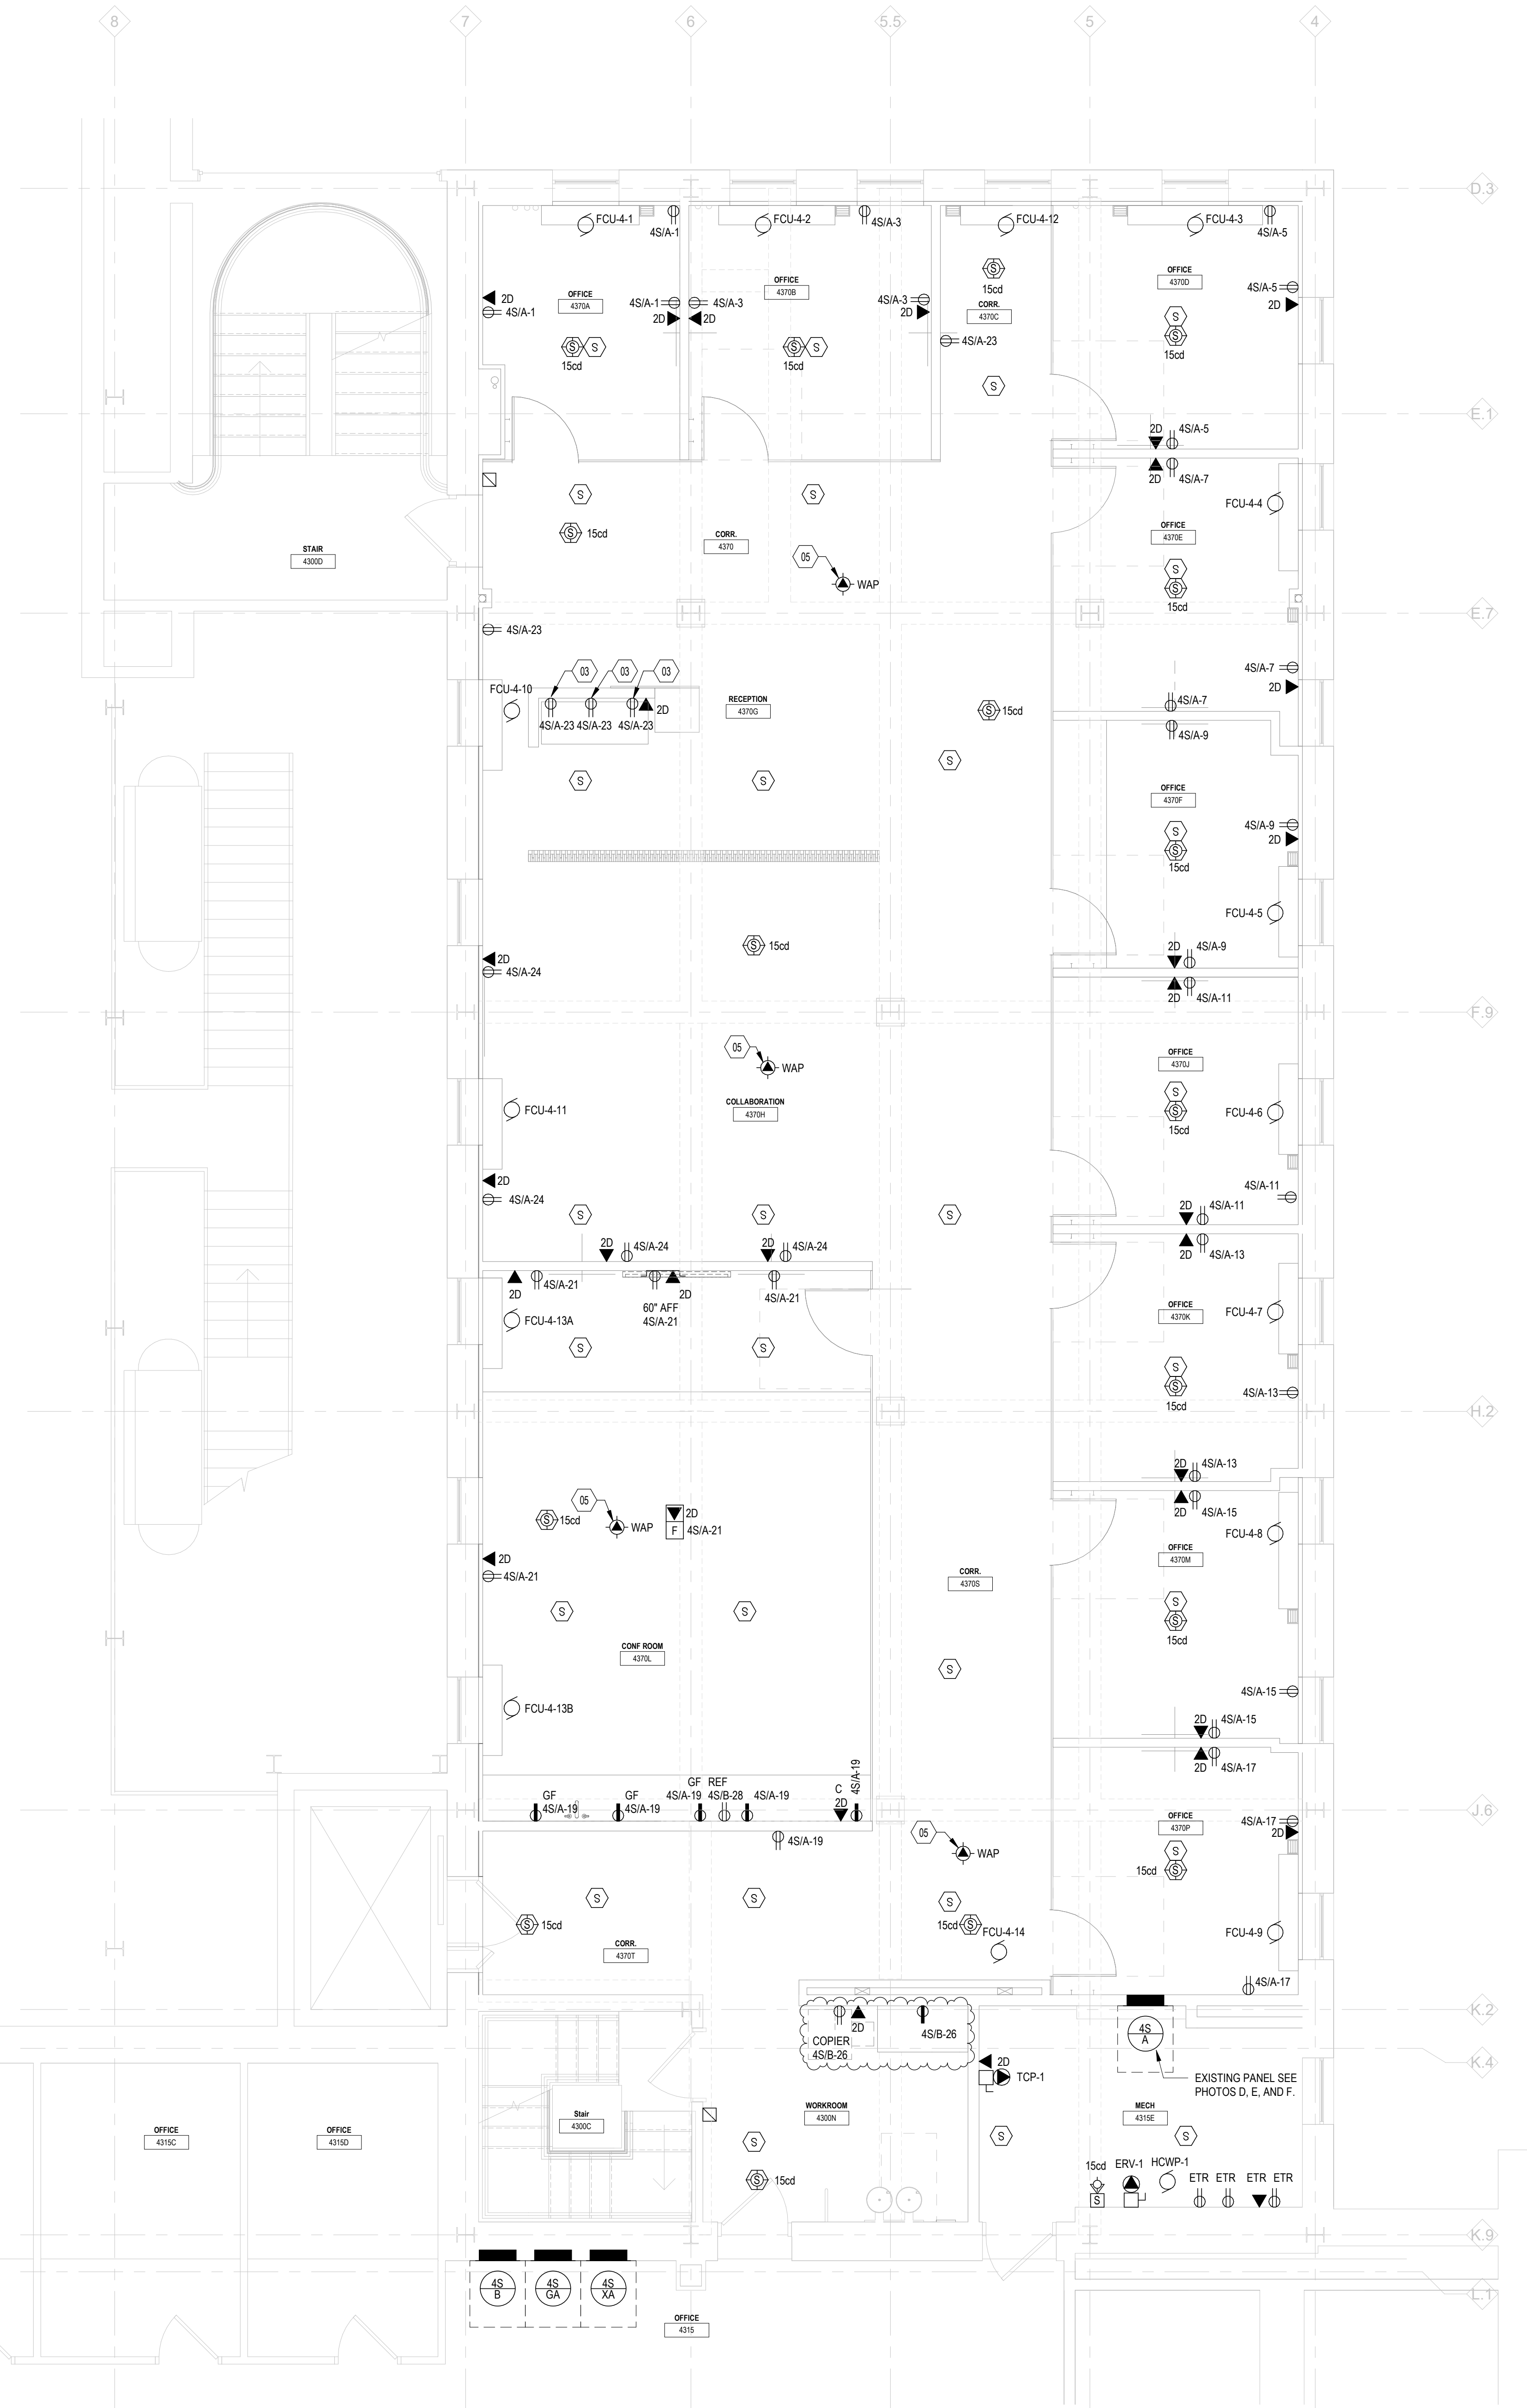 8
7
6
5.5
5
4
D.3
FCU-4-1
4S/A-1
FCU-4-2
4S/A-3
FCU-4-12
FCU-4-3
4S/A-5
S
15cd
CORR.
4370C
OFFICE
4370D
OFFICE
4370B
OFFICE
4370A
2D
4S/A-1
4S/A-1
2D
4S/A-3
2D
4S/A-3
2D
4S/A-5
2D
4S/A-23
S
S
15cd
S
S
15cd
S
S
15cd
S
E.1
2D
4S/A-5
2D
4S/A-7
S
S
S
15cd
CORR.
4370
05
WAP
FCU-4-4
OFFICE
4370E
S
S
15cd
STAIR
4300D
E.7
4S/A-23
03
03
03
FCU-4-10
4S/A-23
4S/A-23
4S/A-23
2D
RECEPTION
4370G
S
15cd
4S/A-7
2D
4S/A-7
4S/A-9
S
S
S
OFFICE
4370F
4S/A-9
2D
S
S
15cd
FCU-4-5
S
15cd
2D
4S/A-24
2D
4S/A-9
2D
4S/A-11
F.9
05
WAP
COLLABORATION
4370H
FCU-4-11
OFFICE
4370J
S
S
15cd
FCU-4-6
2D
4S/A-24
4S/A-11
S
S
S
2D
4S/A-11
2D
4S/A-13
2D
4S/A-24
2D
4S/A-24
2D
4S/A-21
2D
60" AFF
4S/A-21
4S/A-21
FCU-4-13A
S
S
OFFICE
4370K
FCU-4-7
S
S
15cd
4S/A-13
H.2
2D
4S/A-13
2D
4S/A-15
S
15cd
05
WAP
2D
F
4S/A-21
FCU-4-8
OFFICE
4370M
2D
4S/A-21
CORR.
4370S
S
S
S
S
15cd
CONF ROOM
4370L
S
FCU-4-13B
4S/A-15
2D
4S/A-15
2D
4S/A-17
GF
4S/A-19
GF
4S/A-19
GF
4S/A-19
REF
4S/B-28
4S/A-19
C
2D
4S/A-19
4S/A-19
J.6
OFFICE
4370P
4S/A-17
2D
05
WAP
S
S
15cd
S
S
S
S
15cd
S
15cd
FCU-4-14
FCU-4-9
CORR.
4370T
4S/A-17
K.2
COPIER
4S/B-26
2D
4S/B-26
4S
A
EXISTING PANEL SEE
PHOTOS D, E, AND F.
K.4
2D
TCP-1
WORKROOM
4300N
MECH
4315E
Stair
4300C
OFFICE
4315C
OFFICE
4315D
S
S
S
S
15cd
15cd
S
ERV-1
HCWP-1
ETR
ETR
ETR
ETR
K.9
4S
B
4S
GA
4S
XA
L.1
OFFICE
4315